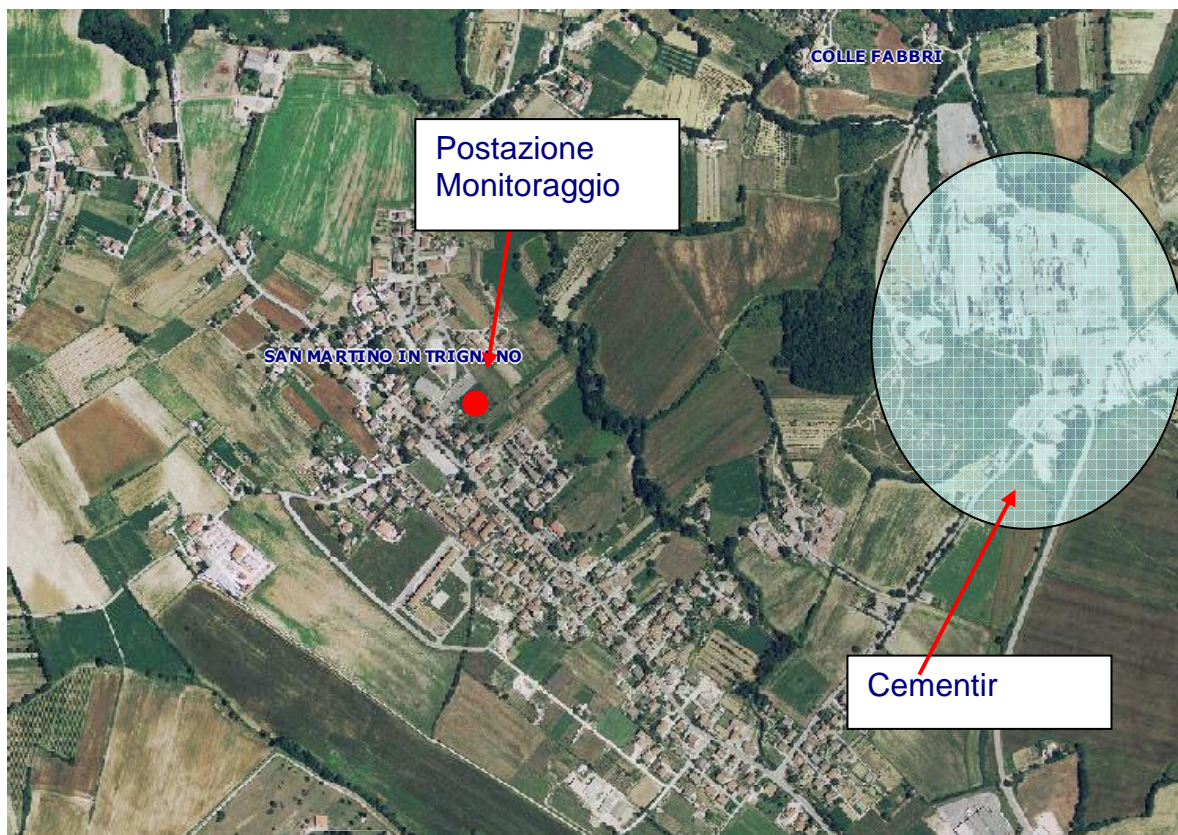 COLLE FABBRI
Postazione
Monitoraggio
SAN MARTINO IN TRIGNANO
Cementir